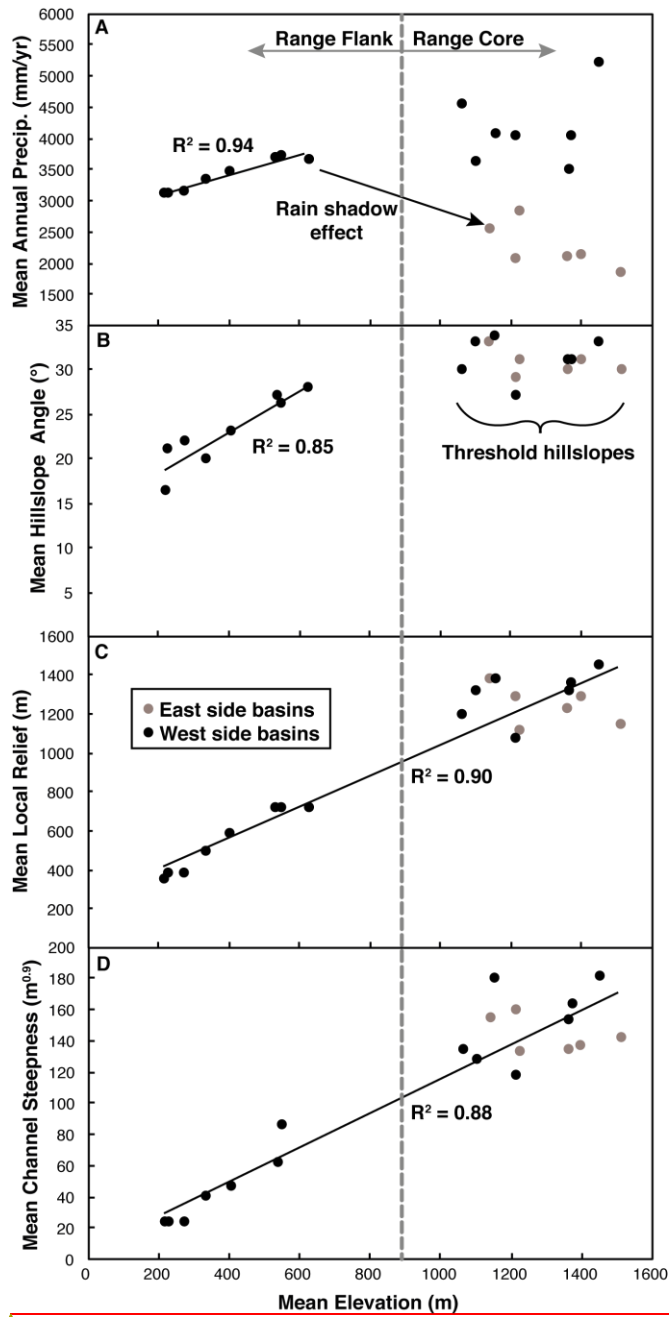 A
Range Flank
Range Core
R² = 0.94
Rain shadow
effect
Mean Annual Precip. (mm/yr)
6000
5500
5000
4500
4000
3500
3000
2500
2000
1500
35
B
R² = 0.85
Threshold hillslopes
Mean Hillslope Angle (°)
30
25
20
15
10
5
1600
C
East side basins
West side basins
R² = 0.90
Mean Local Relief (m)
1400
1200
1000
800
600
400
200
D
R² = 0.88
Mean Channel Steepness (m⁰·⁹)
180
160
140
120
100
80
60
40
20
0
0
200
400
600
800
1000
1200
1400
1600
Mean Elevation (m)